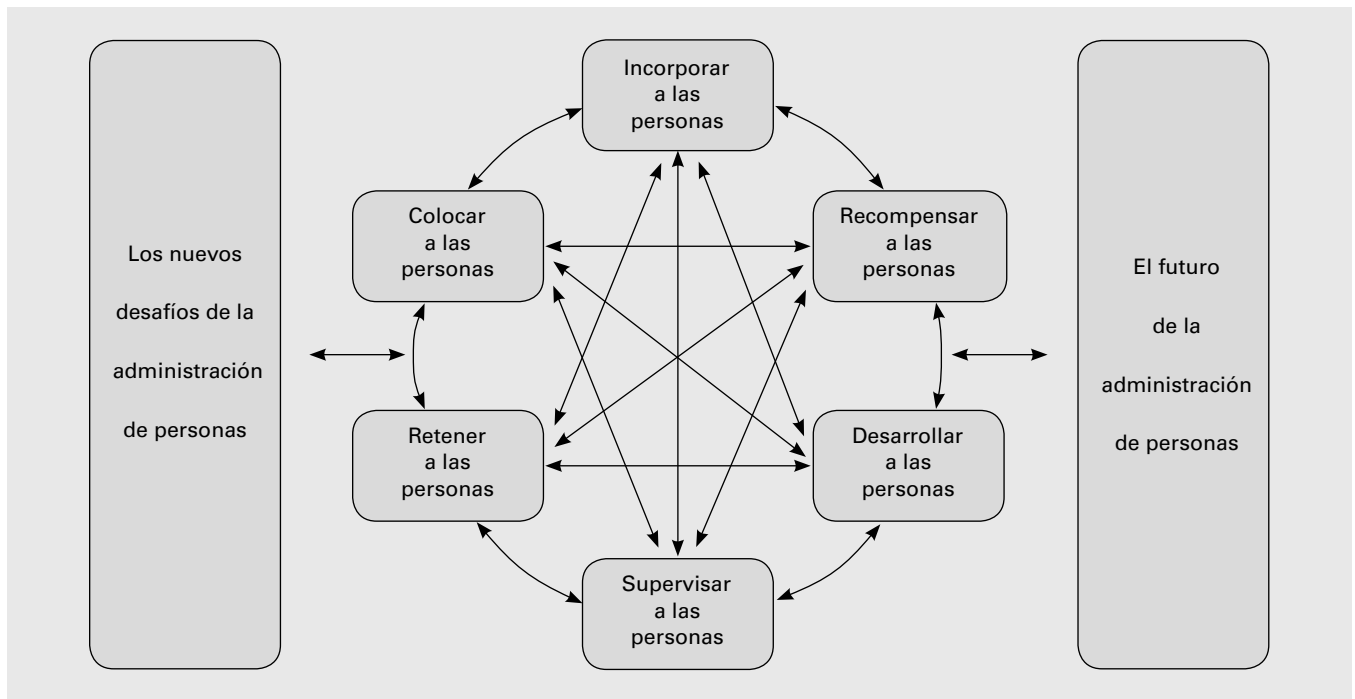 Los nuevos
desafíos de la
administración
de personas
Incorporar
a las
personas
Colocar
a las
personas
Recompensar
a las
personas
Retener
a las
personas
Desarrollar
a las
personas
Supervisar
a las
personas
El futuro
de la
administración
de personas